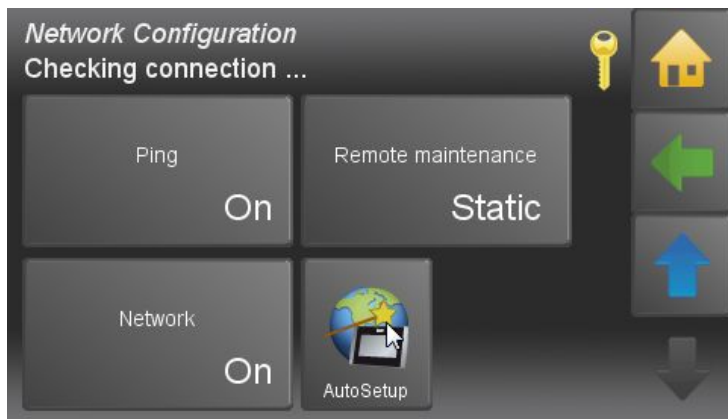 Network Configuration
Checking connection ...
Ping
On
Remote maintenance
Static
Network
On
AutoSetup